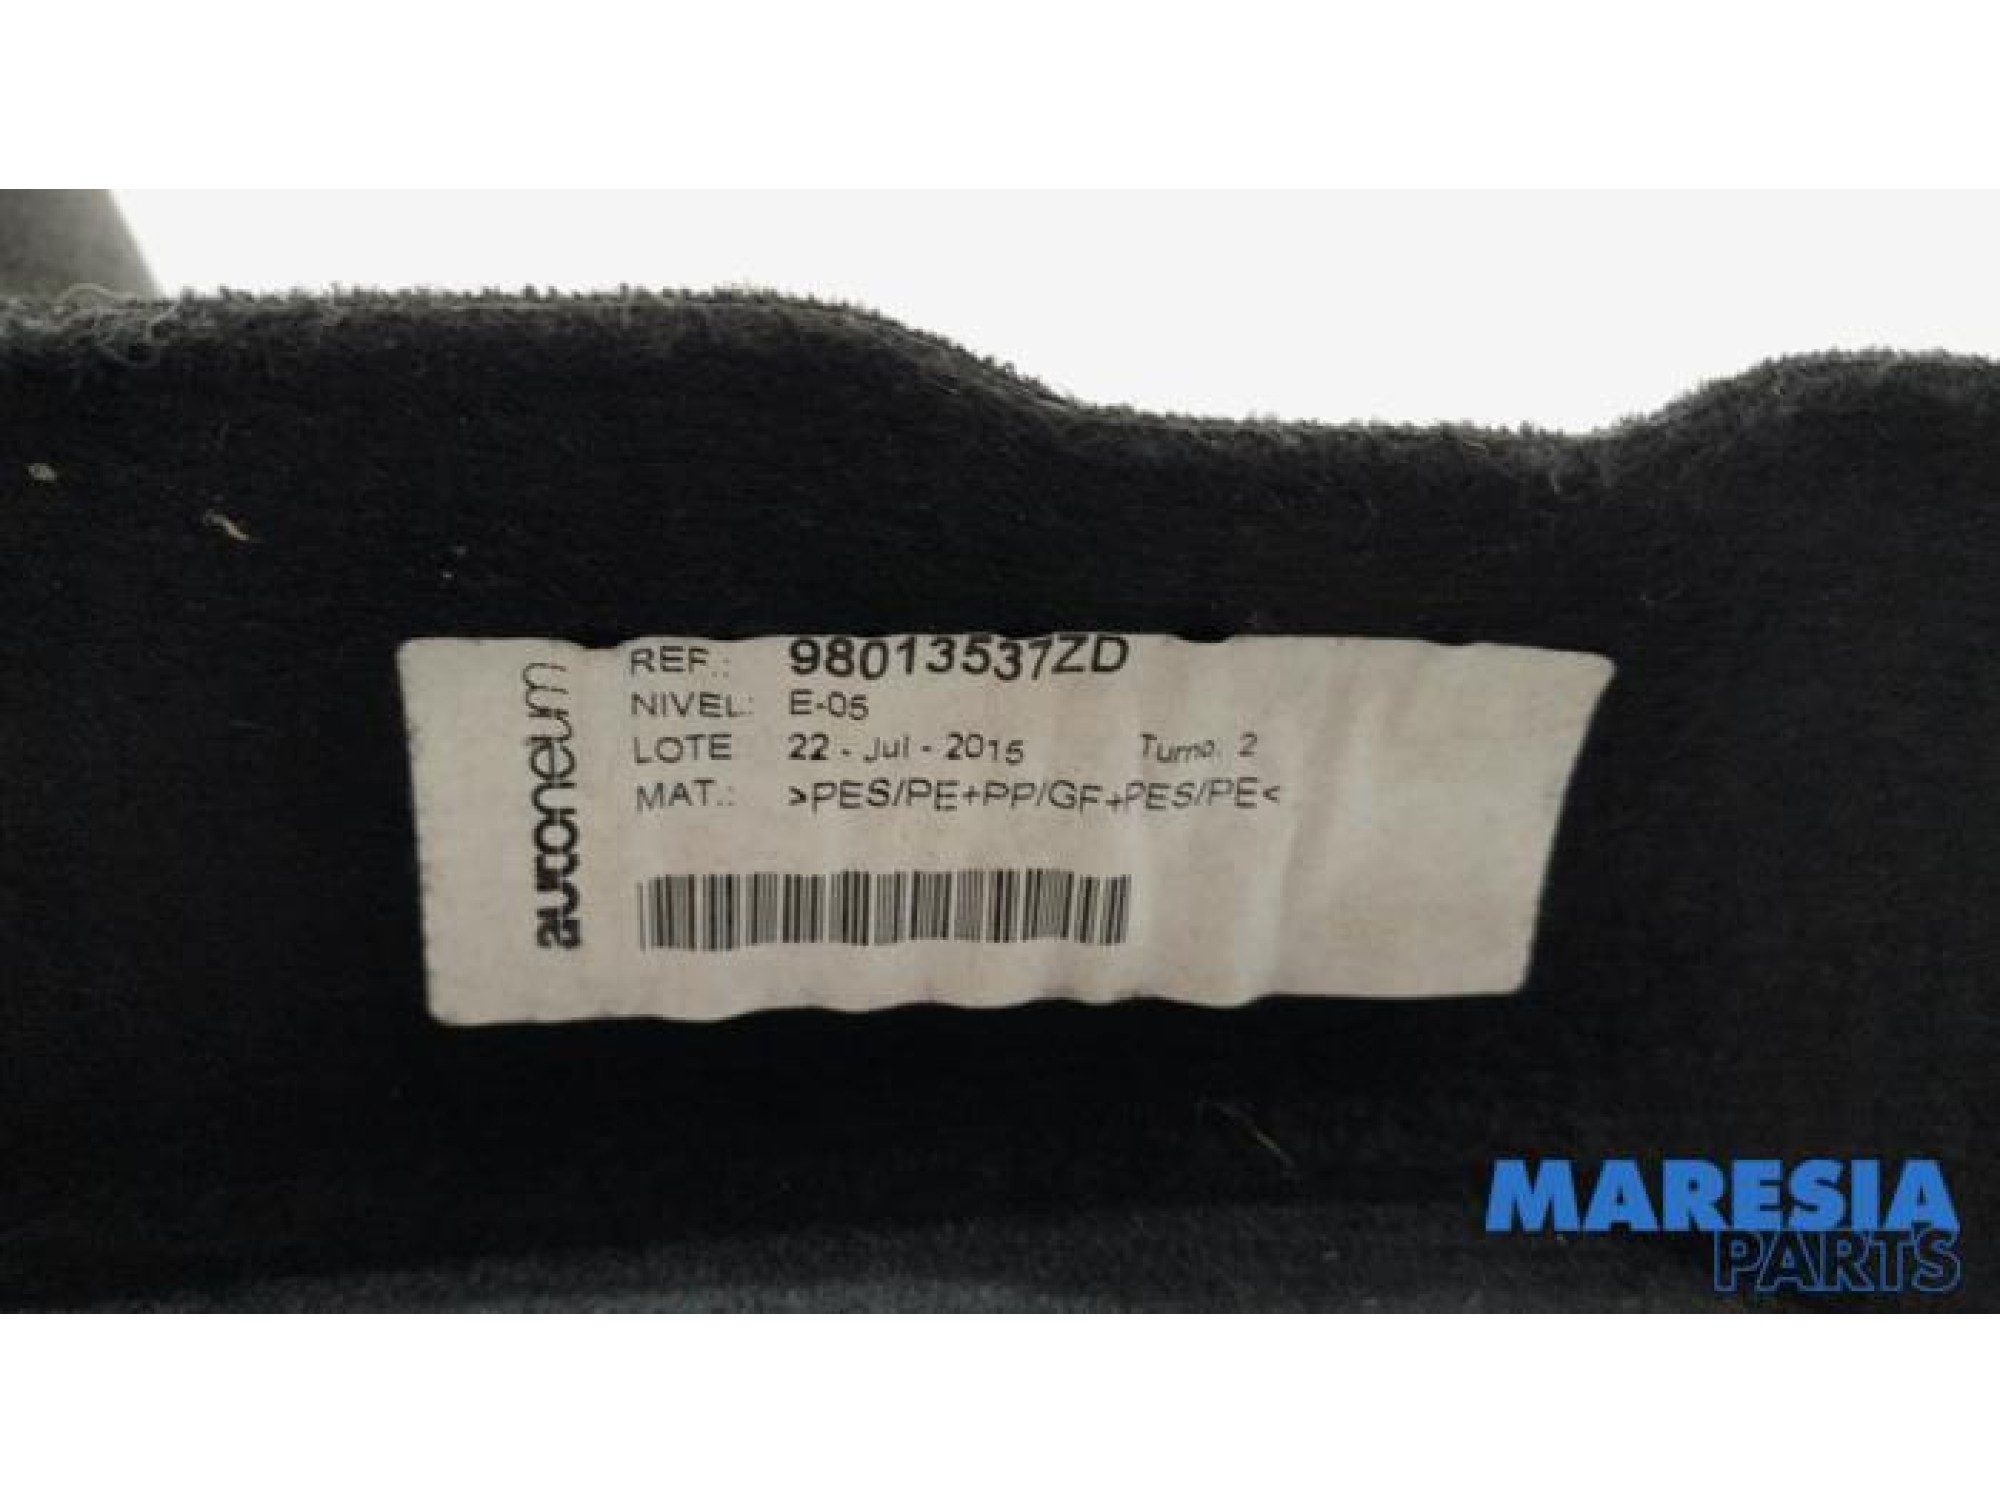 autoneum
REF.: 98013537ZD
NIVEL: E-05
LOTE 22 - Jul - 2015 Turno. 2
MAT.: >PES/PE+PP/GF+PES/PE<
MARESIA
PARTS